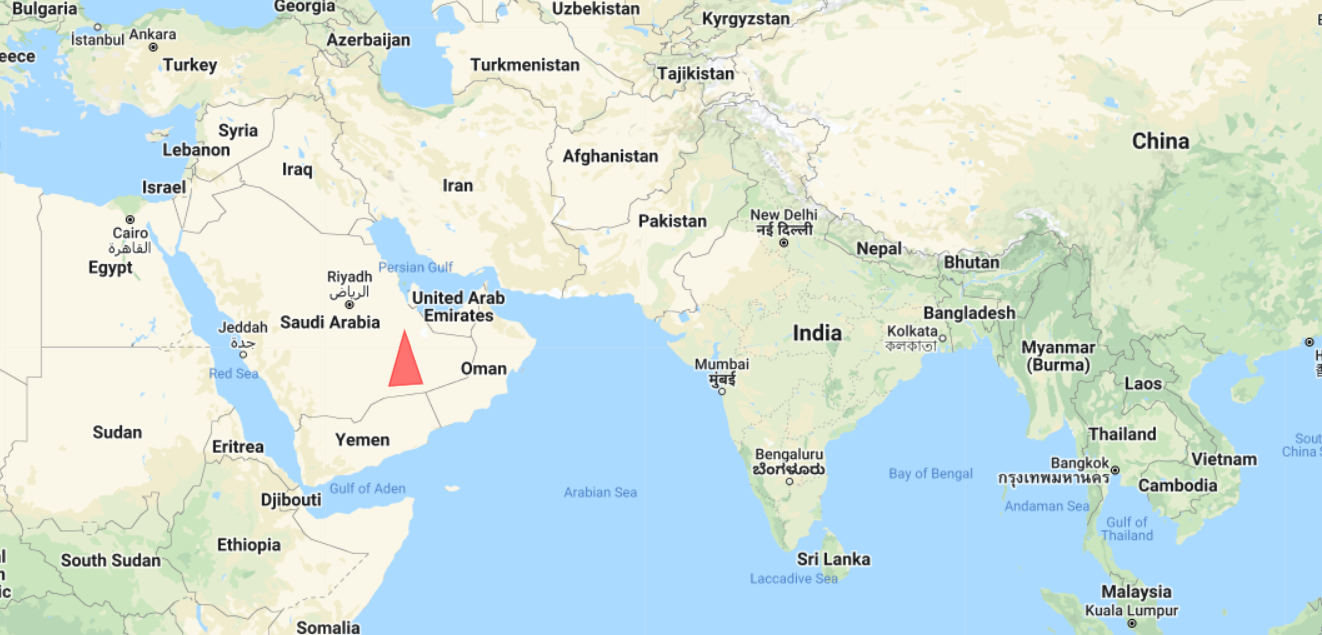 Bulgaria
Georgia
Uzbekistan
Kyrgyzstan
İstanbul
Ankara
Azerbaijan
Turkey
Turkmenistan
Tajikistan
Syria
Lebanon
Afghanistan
China
Iraq
Israel
Iran
Pakistan
New Delhi
नई दिल्ली
Cairo
القاهرة
Egypt
Nepal
Bhutan
Persian Gulf
Riyadh
الرياض
United Arab
Emirates
Saudi Arabia
Bangladesh
Jeddah
جدة
India
Kolkata
কলকাতা
Myanmar
(Burma)
Red Sea
Oman
Mumbai
मुंबई
Laos
Sudan
Eritrea
Yemen
Thailand
Bengaluru
ಬೆಂಗಳೂರು
Vietnam
Bangkok
กรุงเทพมหานคร
Cambodia
Bay of Bengal
Gulf of Aden
Djibouti
Arabian Sea
Andaman Sea
Gulf of
Thailand
Ethiopia
South Sudan
Sri Lanka
Laccadive Sea
Malaysia
Kuala Lumpur
Somalia